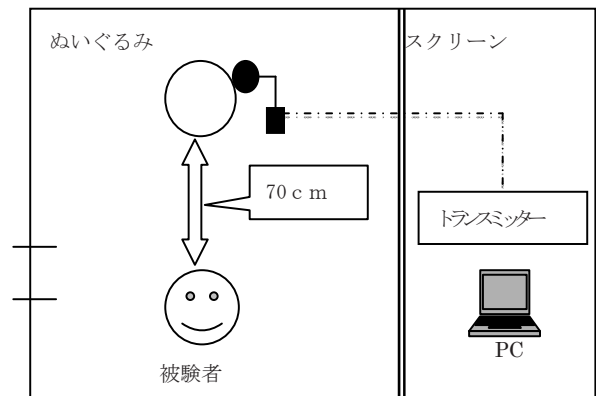 ぬいぐるみ
スクリーン
70ｃｍ
トランスミッター
PC
被験者